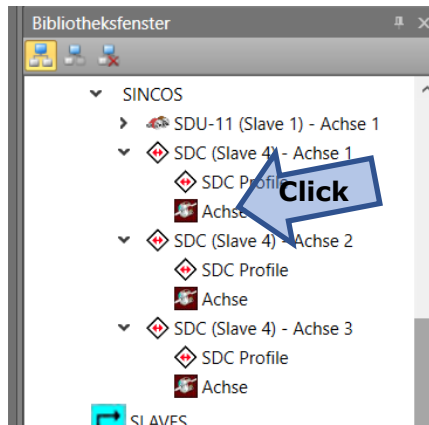 Bibliotheksfenster
SINCOS
SDU-11 (Slave 1) - Achse 1
SDC (Slave 4) - Achse 1
SDC Profile
Click
Achse
SDC (Slave 4) - Achse 2
SDC Profile
Achse
SDC (Slave 4) - Achse 3
SDC Profile
Achse
SLAVES